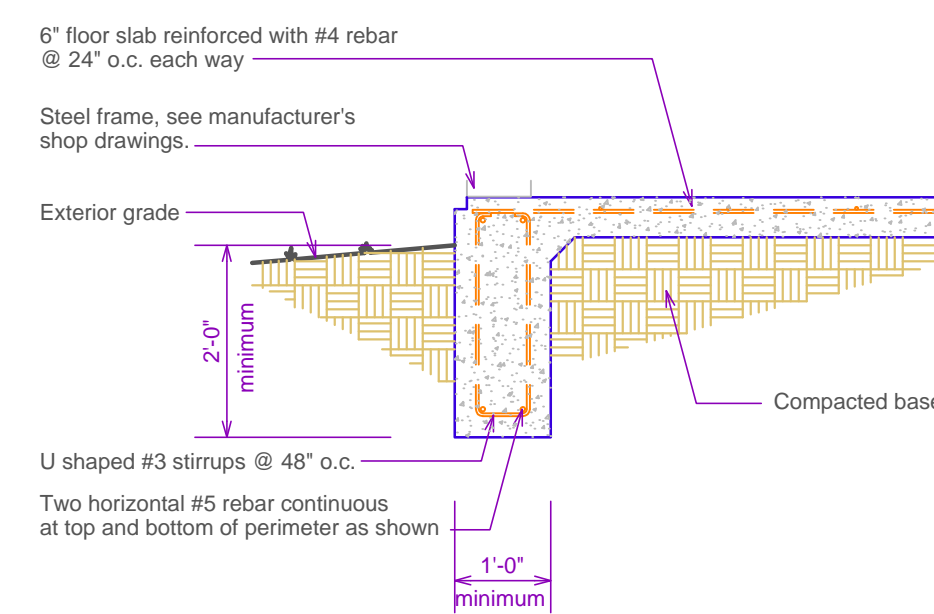 6" floor slab reinforced with #4 rebar
@ 24" o.c. each way
Steel frame, see manufacturer's
shop drawings.
Exterior grade
2'-0"
minimum
Compacted base
U shaped #3 stirrups @ 48" o.c.
Two horizontal #5 rebar continuous
at top and bottom of perimeter as shown
1'-0"
minimum